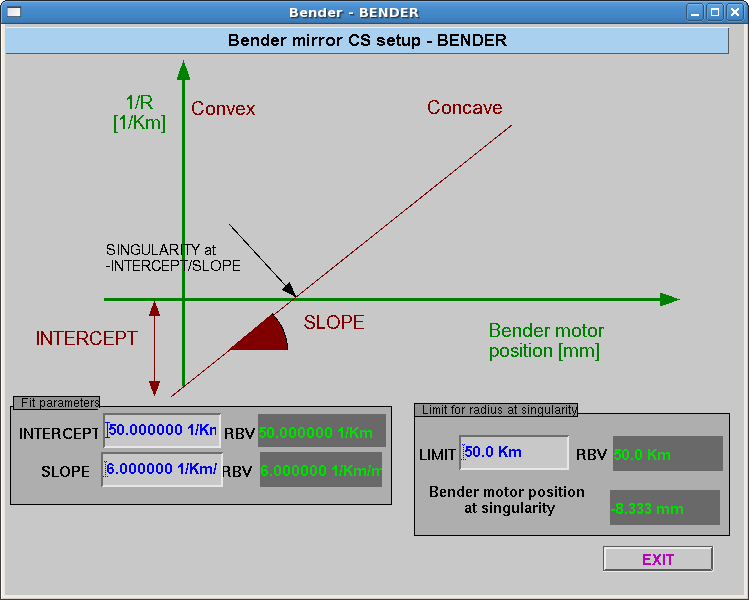 Bender - BENDER
Bender mirror CS setup - BENDER
1/R
[1/Km]
Convex
Concave
SINGULARITY at
-INTERCEPT/SLOPE
INTERCEPT
SLOPE
Bender motor
position [mm]
Fit parameters
INTERCEPT 50.000000 1/Kr RBV 50.000000 1/Km
SLOPE 6.000000 1/Km/ RBV 6.000000 1/Km/m
Limit for radius at singularity
LIMIT 50.0 Km RBV 50.0 Km
Bender motor position
at singularity
-8.333 mm
EXIT